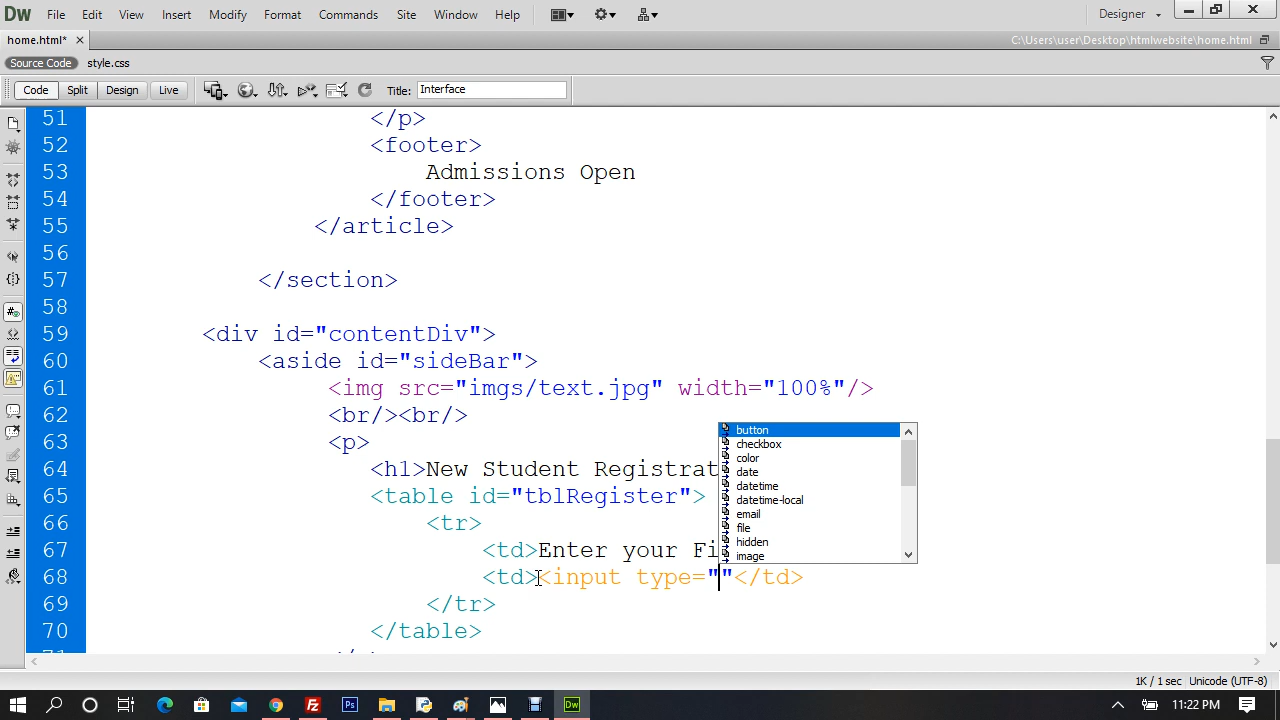 Dw File Edit View Insert Modify Format Commands Site Window Help Designer
home.html* C:\Users\user\Desktop\htmlwebsite\home.html
Source Code style.css
Code Split Design Live Title: Interface
51 </p>
52 <footer>
53 Admissions Open
54 </footer>
55 </article>
56
57 </section>
58
59 <div id="contentDiv">
60 <aside id="sideBar">
61 <img src="imgs/text.jpg" width="100%"/>
62 <br/><br/>
63 <p>
64 <h1>New Student Registrat
65 <table id="tblRegister">
66 <tr>
67 <td>Enter your Fi
68 <td><input type=""</td>
69 </tr>
70 </table>
button
checkbox
color
date
datetime
datetime-local
email
file
hidden
image
1K / 1 sec Unicode (UTF-8)
Fz Ps Dw 11:22 PM